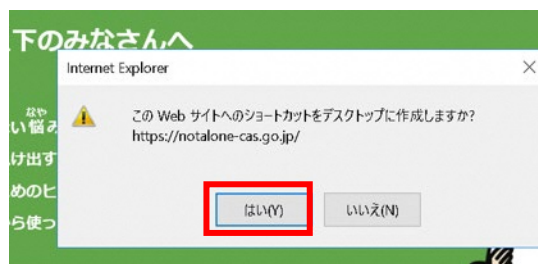 下のみなさんへ
Internet Explorer
この Web サイトへのショートカットをデスクトップに作成しますか?
https://notalone-cas.go.jp/
なや
い悩み
け出す
めのヒ
ら使っ
はい(Y)
いいえ(N)